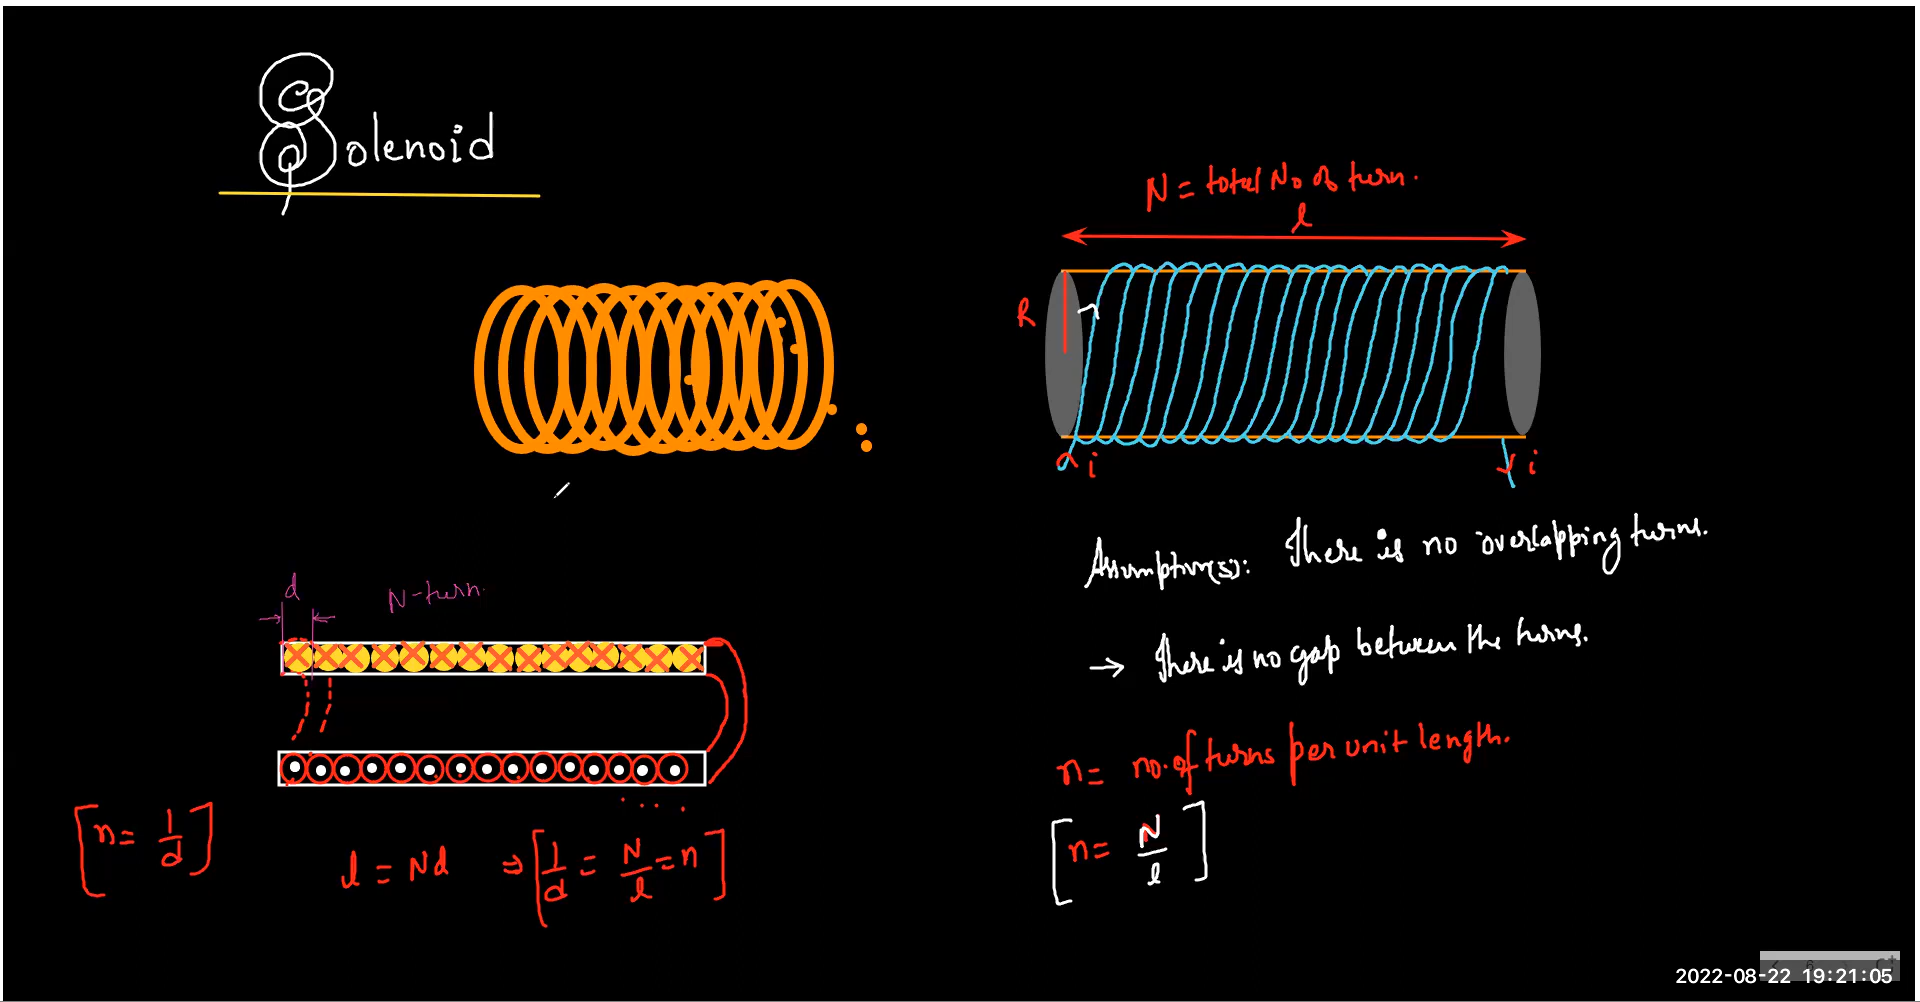 Solenoid
N = total No of turn.
l
R
i
i
Assumption(s): There is no overlapping turns.
→ There is no gap between the turns.
n = no. of turns per unit length.
[n = N/l]
d
N-turn.
[n = 1/d]
l = Nd ⇒ [1/d = N/l = n]
2022-08-22 19:21:05